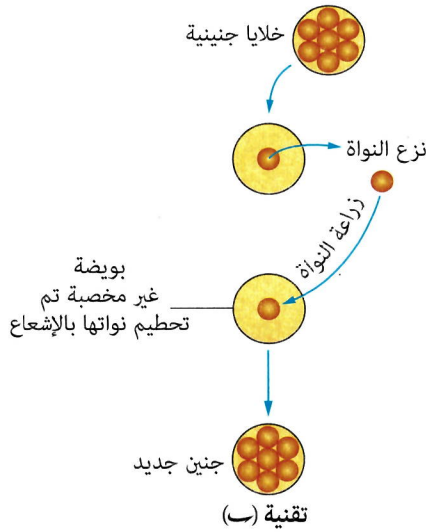 خلايا جنينية
نزع النواة
زراعة النواة
بويضة
غير مخصبة تم
تحطيم نواتها بالإشعاع
جنين جديد
تقنية (ب)